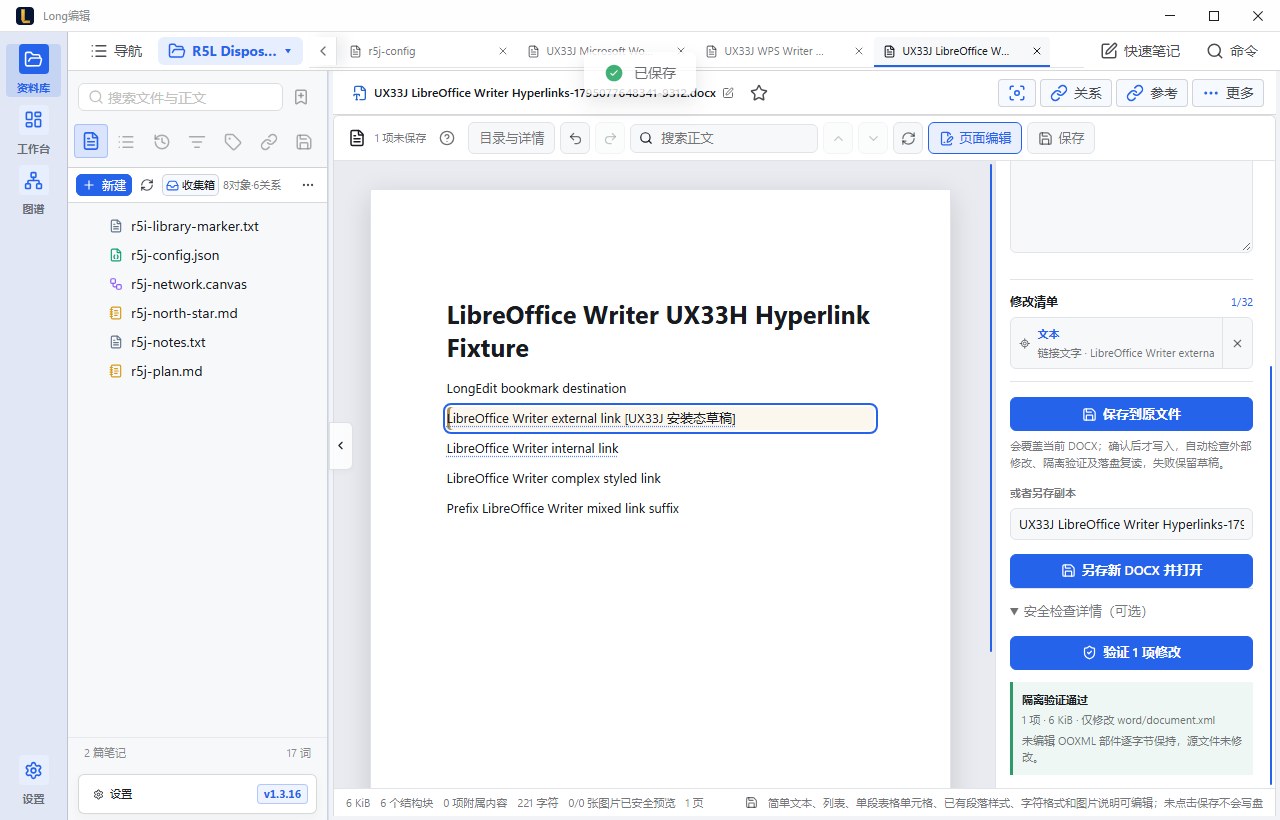 Long编辑
导航
R5L Dispos...
r5j-config
UX33J Microsoft Wo...
UX33J WPS Writer ...
UX33J LibreOffice W...
快速笔记
命令
已保存
资料库
工作台
图谱
设置
搜索文件与正文
新建
收集箱
8对象·6关系
r5i-library-marker.txt
r5j-config.json
r5j-network.canvas
r5j-north-star.md
r5j-notes.txt
r5j-plan.md
2 篇笔记
17 词
设置
v1.3.16
UX33J LibreOffice Writer
关系
参考
更多
1 项未保存
目录与详情
搜索正文
页面编辑
保存
LibreOffice Writer UX33H Hyperlink
Fixture
LongEdit bookmark destination
LibreOffice Writer external link [UX33J 安装态草稿]
LibreOffice Writer internal link
LibreOffice Writer complex styled link
Prefix LibreOffice Writer mixed link suffix
修改清单
1/32
文本
链接文字 · LibreOffice Writer externa
保存到原文件
会覆盖当前 DOCX；确认后才写入，自动检查外部
修改、隔离验证及落盘复读，失败保留草稿。
或者另存副本
UX33J LibreOffice Writer Hyperlinks-179
另存新 DOCX 并打开
安全检查详情（可选）
验证 1 项修改
隔离验证通过
1 项 · 6 KiB · 仅修改 word/document.xml
未编辑 OOXML 部件逐字节保持，源文件未修
改。
6 KiB
6 个结构块
0 项附属内容
221 字符
0/0 张图片已安全预览
1 页
简单文本、列表、单段表格单元格、已有段落样式、字符格式和图片说明可编辑；未点击保存不会写盘